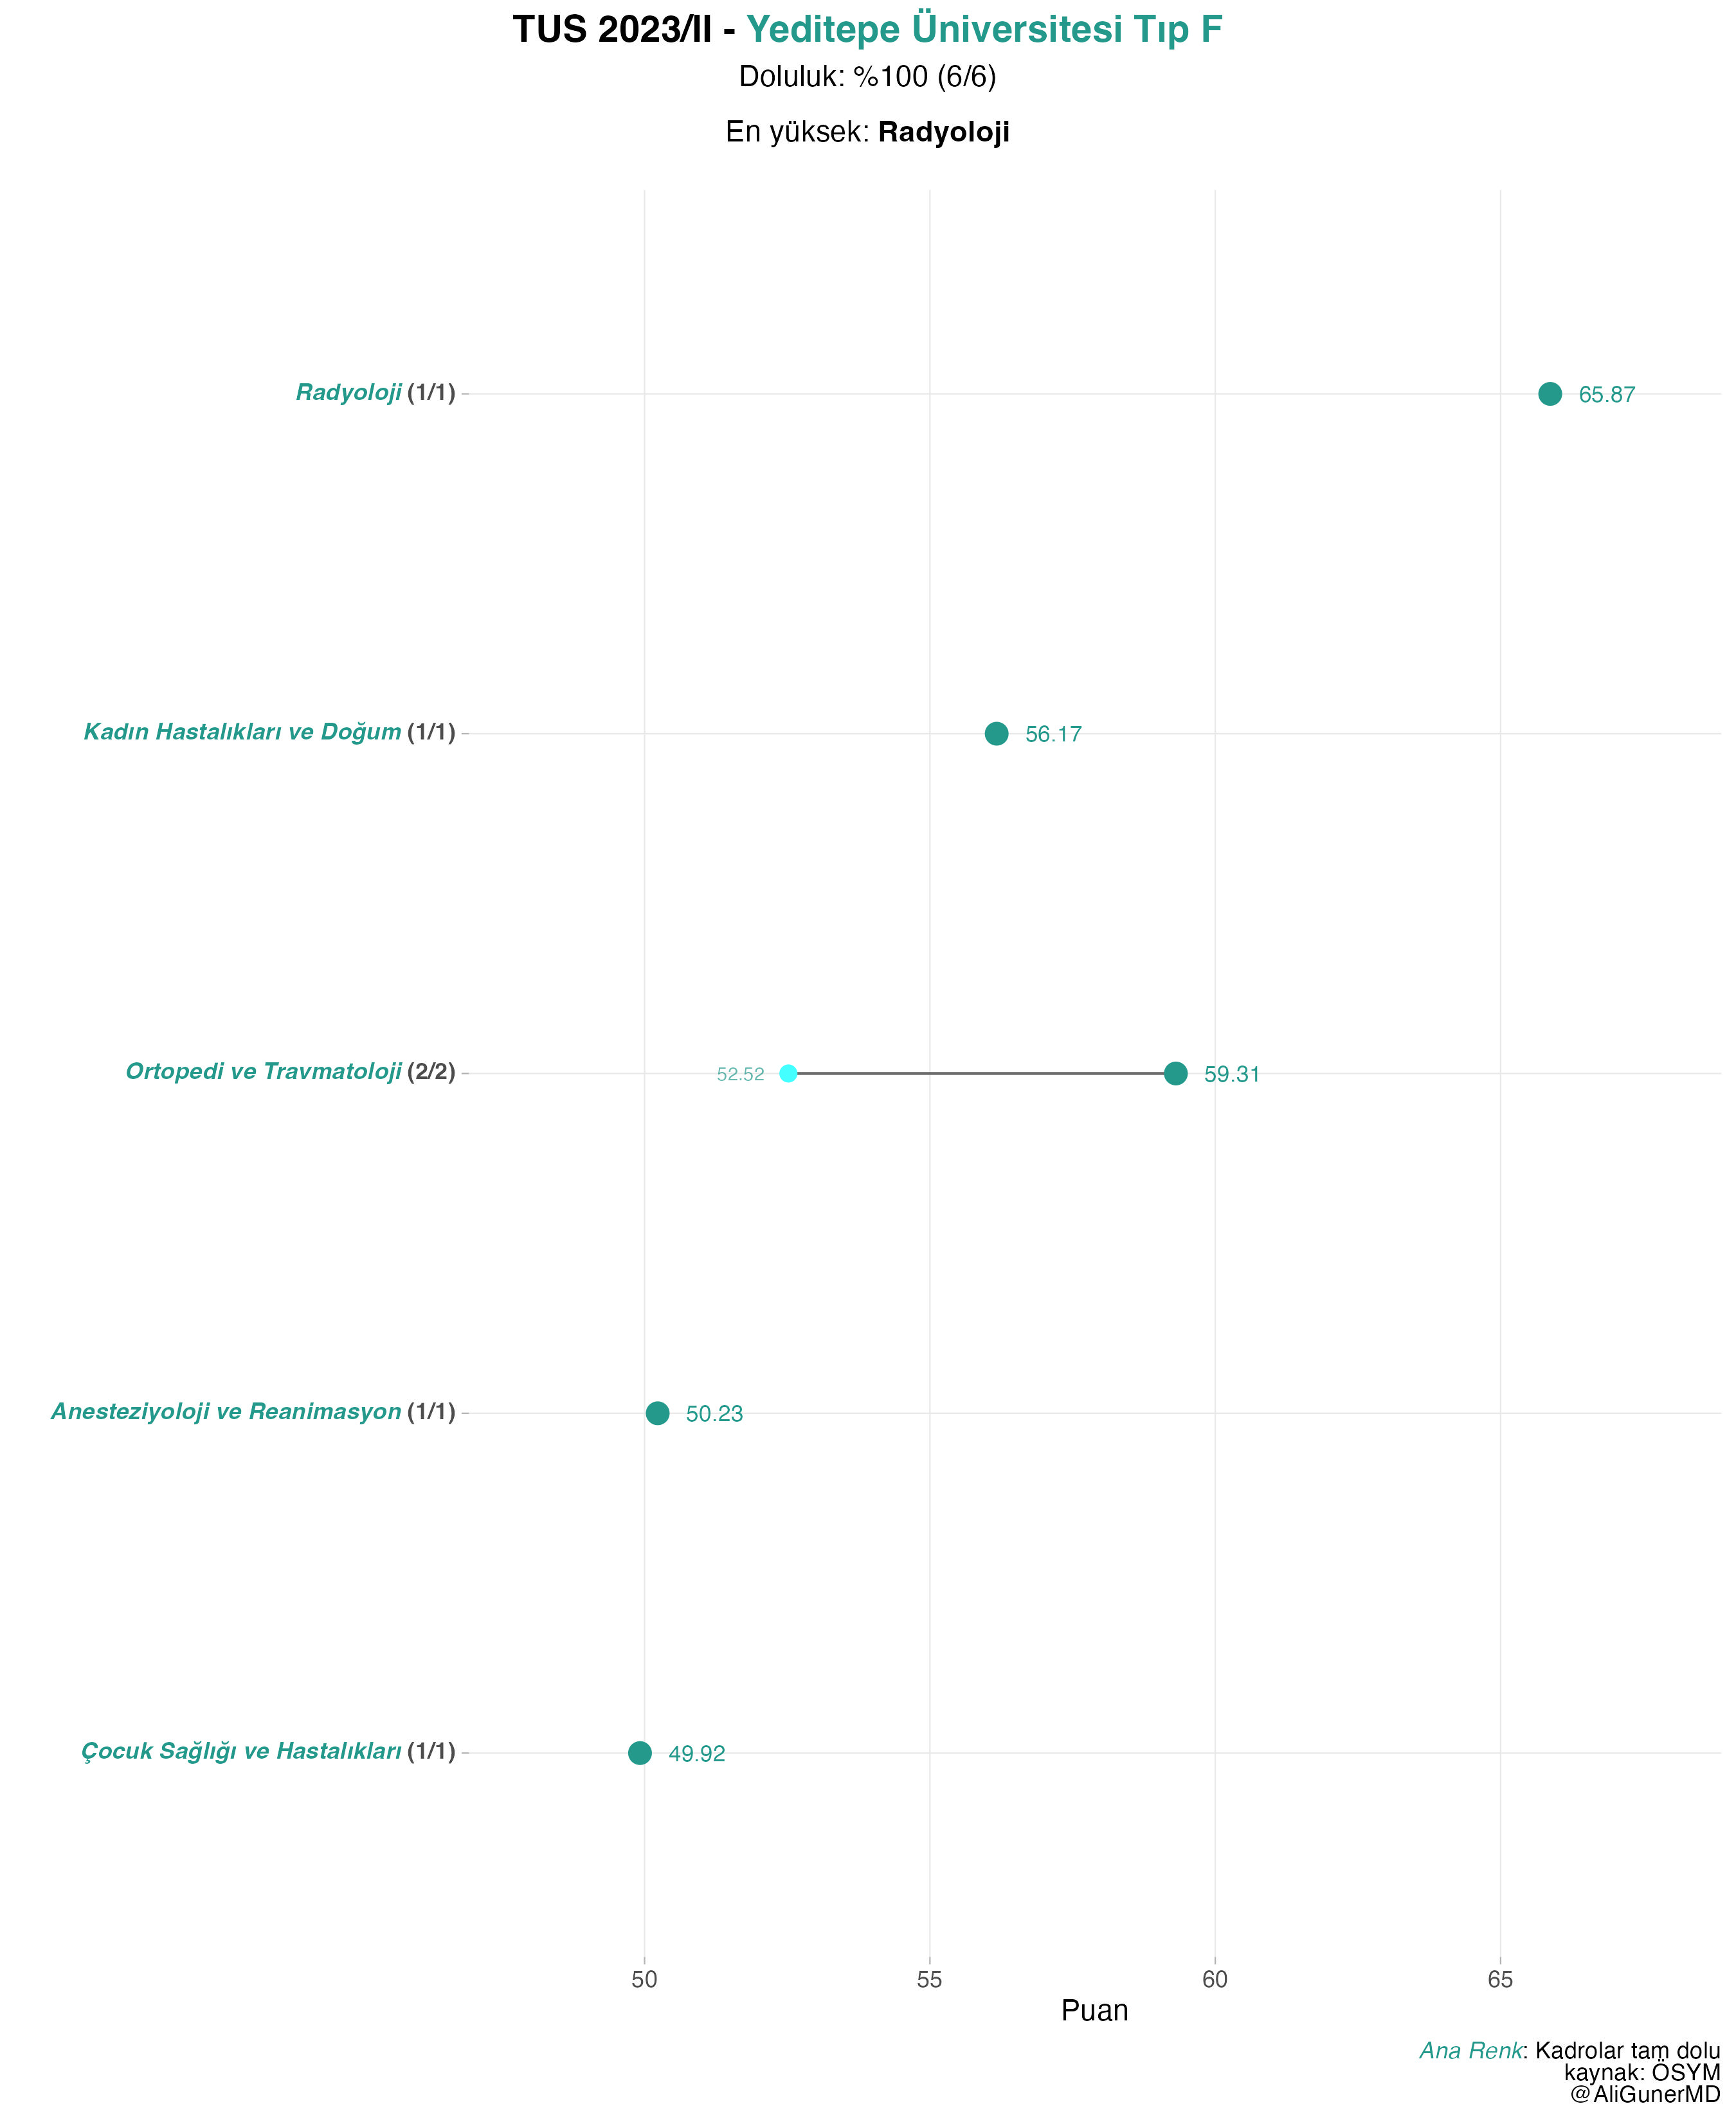 TUS 2023/II - Yeditepe Üniversitesi Tıp F
Doluluk: %100 (6/6)
En yüksek: Radyoloji
Radyoloji (1/1)
65.87
Kadın Hastalıkları ve Doğum (1/1)
56.17
Ortopedi ve Travmatoloji (2/2)
52.52
59.31
Anesteziyoloji ve Reanimasyon (1/1)
50.23
Çocuk Sağlığı ve Hastalıkları (1/1)
49.92
50
55
60
65
Puan
Ana Renk: Kadrolar tam dolu
kaynak: ÖSYM
@AliGunerMD